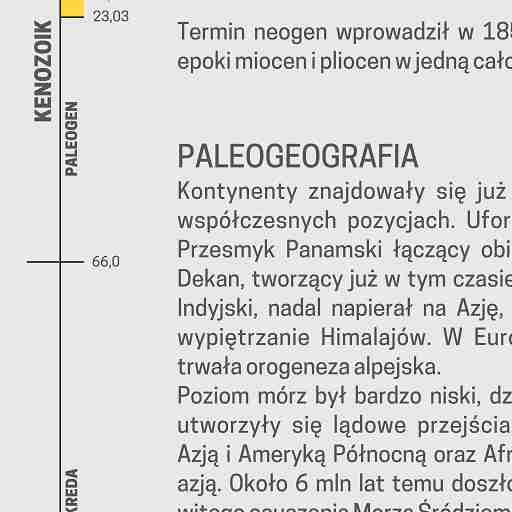 23,03
KENOZOIK
PALEOGEN
66,0
KREDA
Termin neogen wprowadził w 185
epoki miocen i pliocen w jedną cało
PALEOGEOGRAFIA
Kontynenty znajdowały się już
współczesnych pozycjach. Ufor
Przesmyk Panamski łączący obi
Dekan, tworzący już w tym czasie
Indyjski, nadal napierał na Azję,
wypiętrzanie Himalajów. W Euro
trwała orogeneza alpejska.
Poziom mórz był bardzo niski, dz
utworzyły się lądowe przejścia
Azją i Ameryką Północną oraz Afr
azją. Około 6 mln lat temu doszło